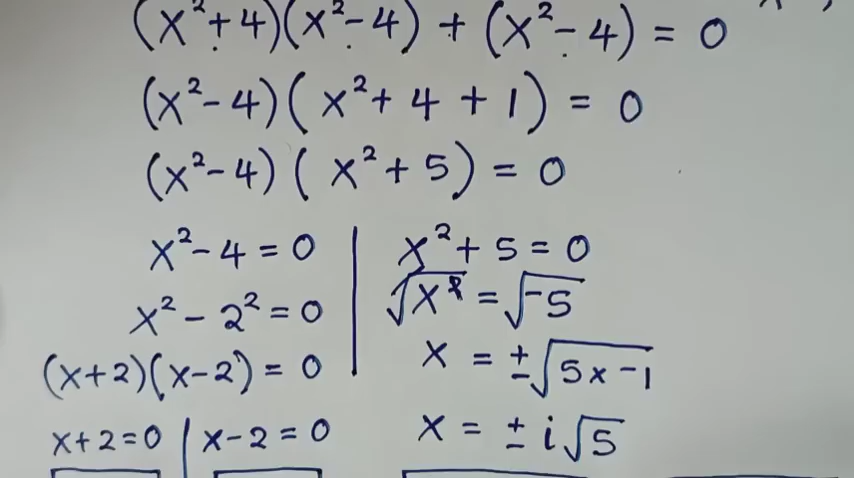 (x²+4)(x²-4) + (x²-4) = 0
(x²-4)(x²+4+1) = 0
(x²-4)(x²+5) = 0
x²-4 = 0
x²-2² = 0
(x+2)(x-2) = 0
x+2=0 | x-2 = 0
x²+5 = 0
√x² = √-5
x = ±√5x-1
x = ± i√5